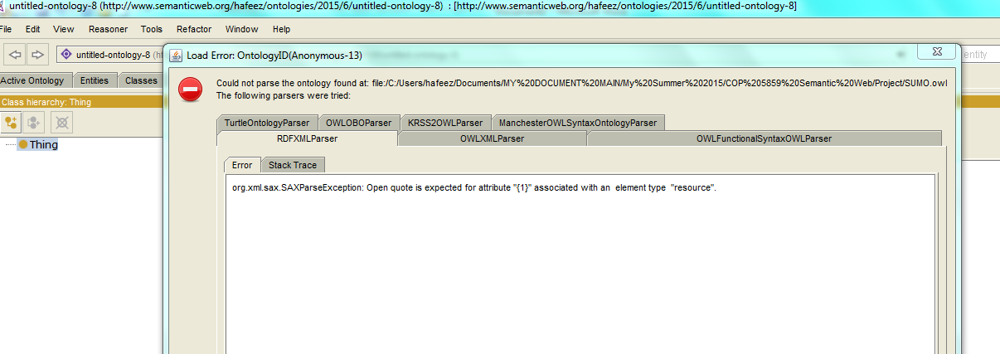 untitled-ontology-8 (http://www.semanticweb.org/hafeez/ontologies/2015/6/untitled-ontology-8) : [http://www.semanticweb.org/hafeez/ontologies/2015/6/untitled-ontology-8]
File Edit View Reasoner Tools Refactor Window Help
untitled-ontology-8 (ht
entity
Load Error: OntologyID(Anonymous-13)
Active Ontology Entities Classes
Class hierarchy: Thing
Thing
Could not parse the ontology found at: file:/C:/Users/hafeez/Documents/MY%20DOCUMENT%20MAIN/My%20Summer%202015/COP%205859%20Semantic%20Web/Project/SUMO.owl
The following parsers were tried:
TurtleOntologyParser OWLOBOParser KRSS2OWLParser ManchesterOWLSyntaxOntologyParser
RDFXMLParser OWLXMLParser OWLFunctionalSyntaxOWLParser
Error Stack Trace
org.xml.sax.SAXParseException: Open quote is expected for attribute "{1}" associated with an element type "resource".